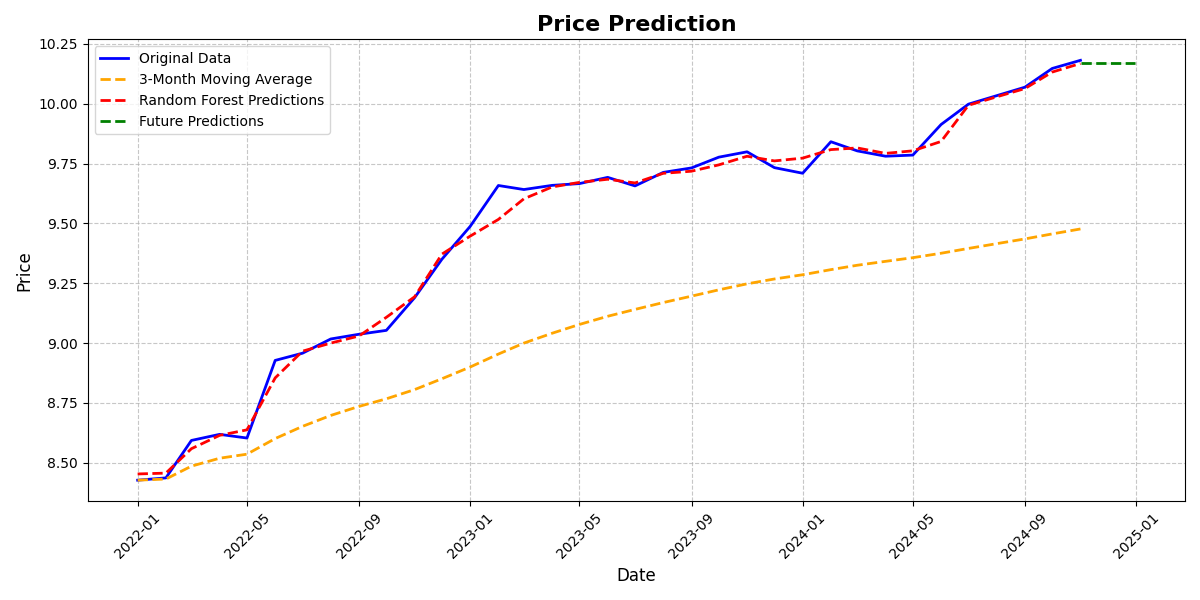 Price Prediction
Original Data
3-Month Moving Average
Random Forest Predictions
Future Predictions
Price
10.25
10.00
9.75
9.50
9.25
9.00
8.75
8.50
2022-01
2022-05
2022-09
2023-01
2023-05
2023-09
2024-01
2024-05
2024-09
2025-01
Date